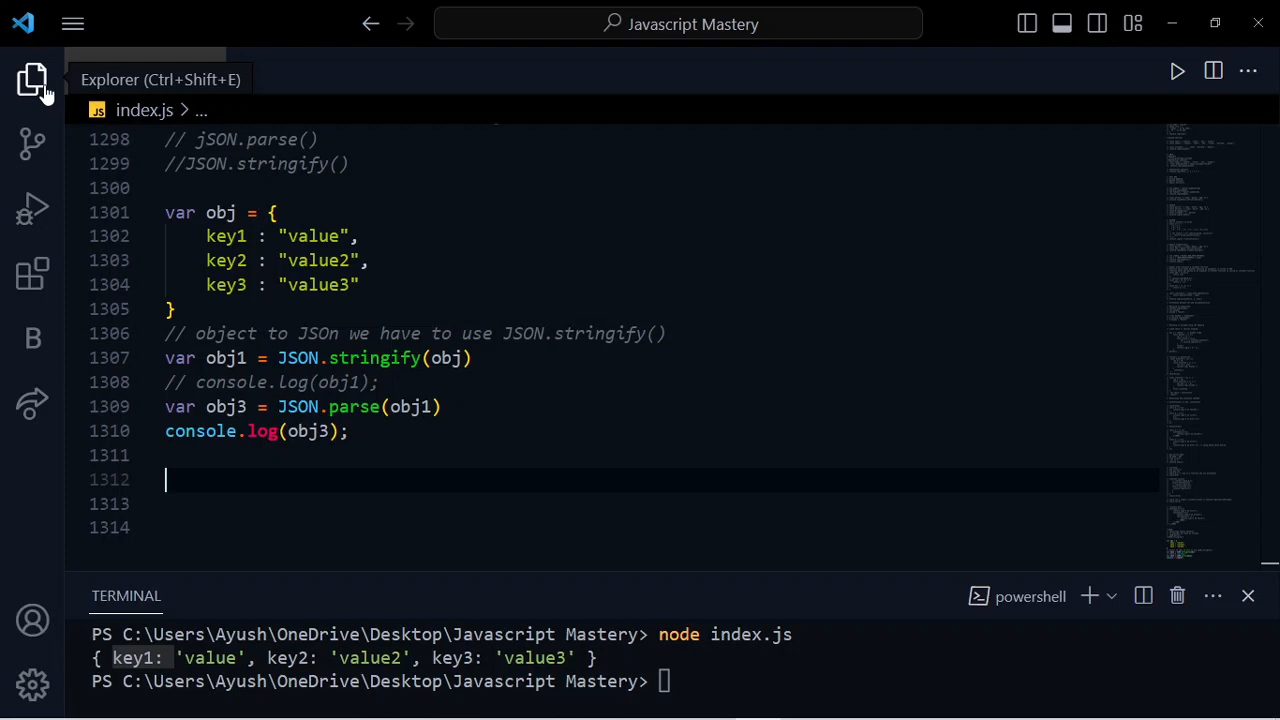 Javascript Mastery
Explorer (Ctrl+Shift+E)
JS index.js > ...
1298 // jSON.parse()
1299 //JSON.stringify()
1300
1301 var obj = {
1302 key1 : "value",
1303 key2 : "value2",
1304 key3 : "value3"
1305 }
1306 // object to JSOn we have to use JSON.stringify()
1307 var obj1 = JSON.stringify(obj)
1308 // console.log(obj1);
1309 var obj3 = JSON.parse(obj1)
1310 console.log(obj3);
1311
1312
1313
1314
TERMINAL
powershell
PS C:\Users\Ayush\OneDrive\Desktop\Javascript Mastery> node index.js
{ key1: 'value', key2: 'value2', key3: 'value3' }
PS C:\Users\Ayush\OneDrive\Desktop\Javascript Mastery>